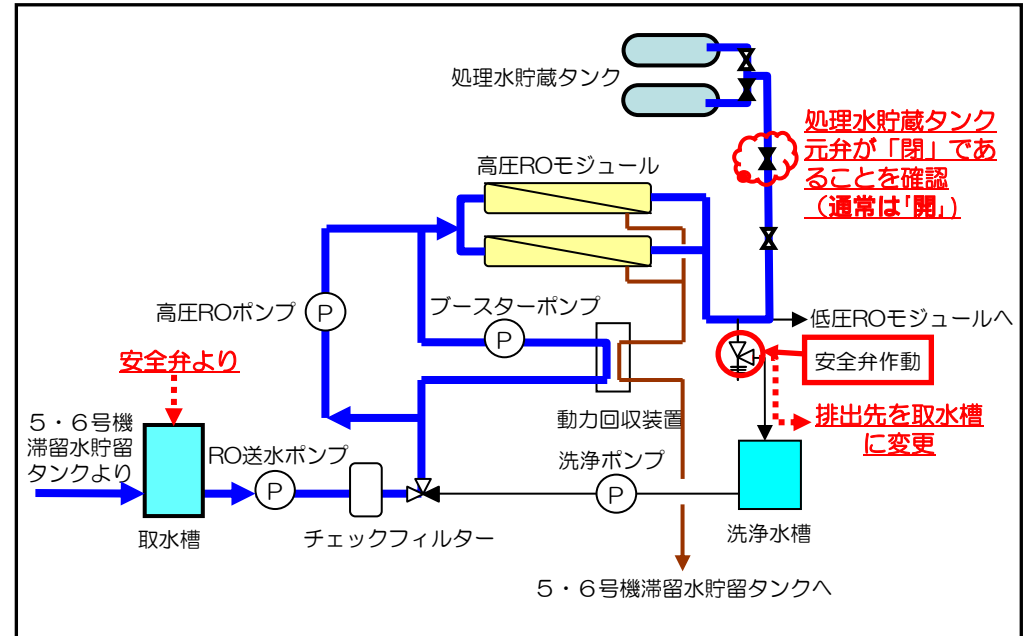 処理水貯蔵タンク
処理水貯蔵タンク
元弁が「閉」であ
ることを確認
（通常は「開」）
高圧ROモジュール
高圧ROポンプ
P
ブースターポンプ
P
低圧ROモジュールへ
安全弁作動
安全弁より
動力回収装置
排出先を取水槽
に変更
５・６号機
滞留水貯留
タンクより
RO送水ポンプ
P
洗浄ポンプ
P
取水槽
チェックフィルター
洗浄水槽
５・６号機滞留水貯留タンクへ